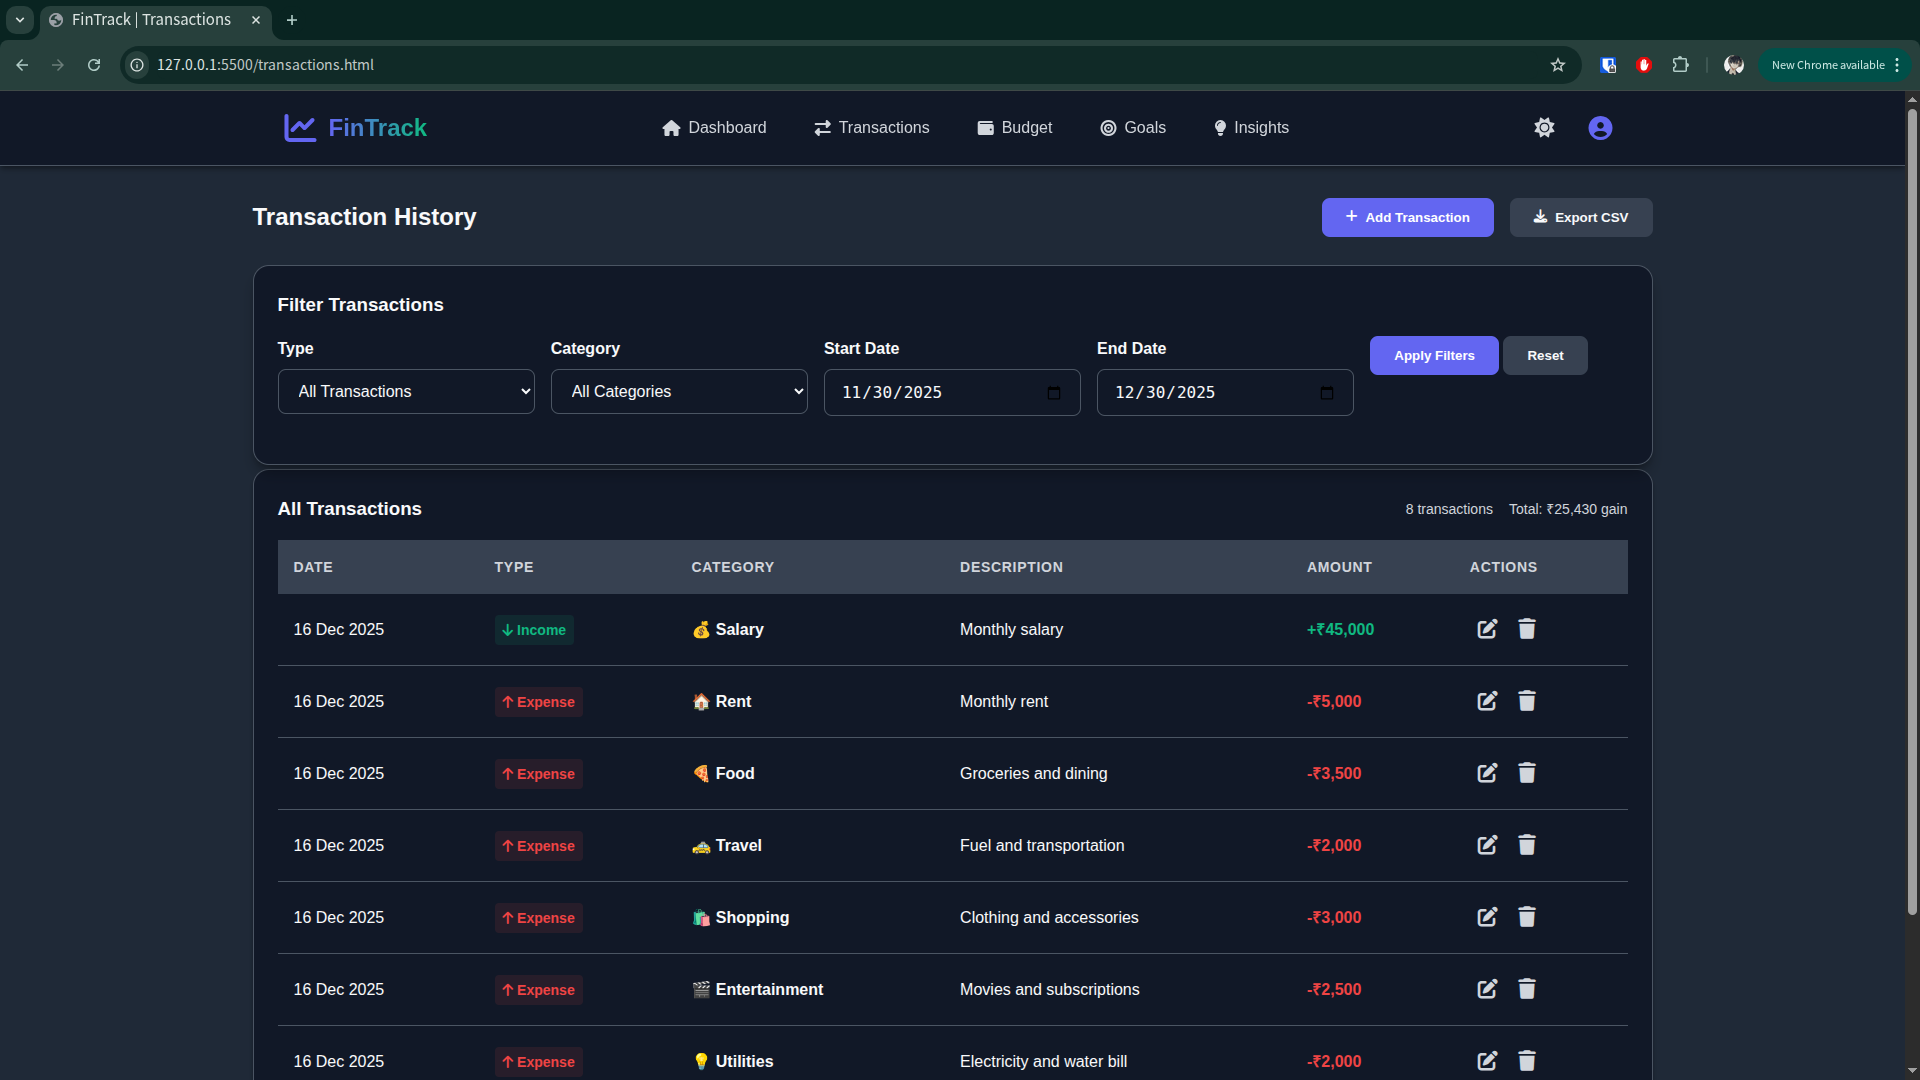 FinTrack | Transactions
127.0.0.1:5500/transactions.html
New Chrome available
FinTrack
Dashboard
Transactions
Budget
Goals
Insights
Transaction History
Add Transaction
Export CSV
Filter Transactions
Type
Category
Start Date
End Date
Apply Filters
Reset
All Transactions
All Categories
11/30/2025
12/30/2025
All Transactions
8 transactions Total: ₹25,430 gain
DATE TYPE CATEGORY DESCRIPTION AMOUNT ACTIONS
16 Dec 2025 Income Salary Monthly salary +₹45,000
16 Dec 2025 Expense Rent Monthly rent -₹5,000
16 Dec 2025 Expense Food Groceries and dining -₹3,500
16 Dec 2025 Expense Travel Fuel and transportation -₹2,000
16 Dec 2025 Expense Shopping Clothing and accessories -₹3,000
16 Dec 2025 Expense Entertainment Movies and subscriptions -₹2,500
16 Dec 2025 Expense Utilities Electricity and water bill -₹2,000